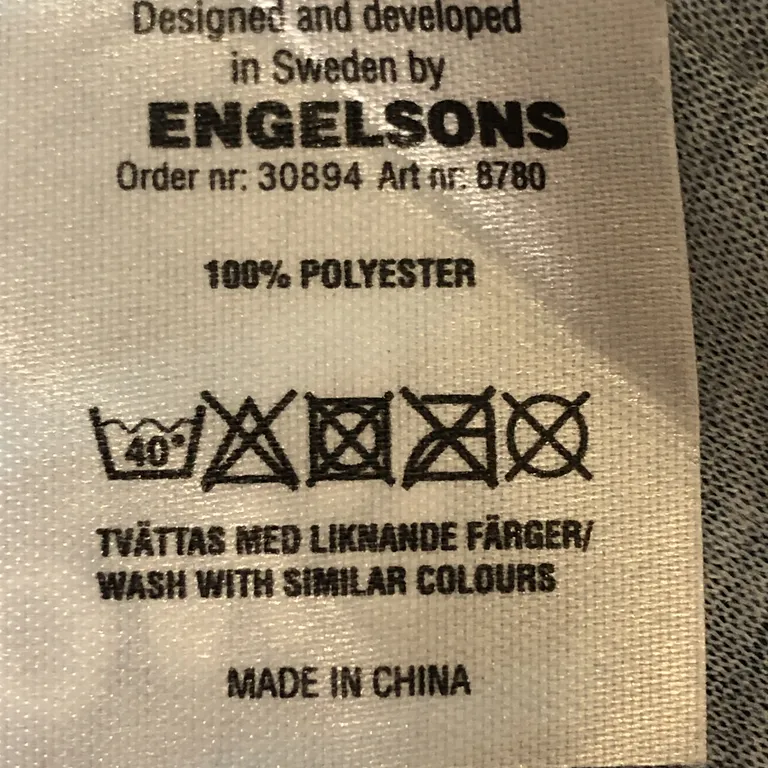 Designed and developed
in Sweden by
ENGELSONS
Order nr: 30894 Art nr: 8780
100% POLYESTER
40°
TVÄTTAS MED LIKNANDE FÄRGER/
WASH WITH SIMILAR COLOURS
MADE IN CHINA